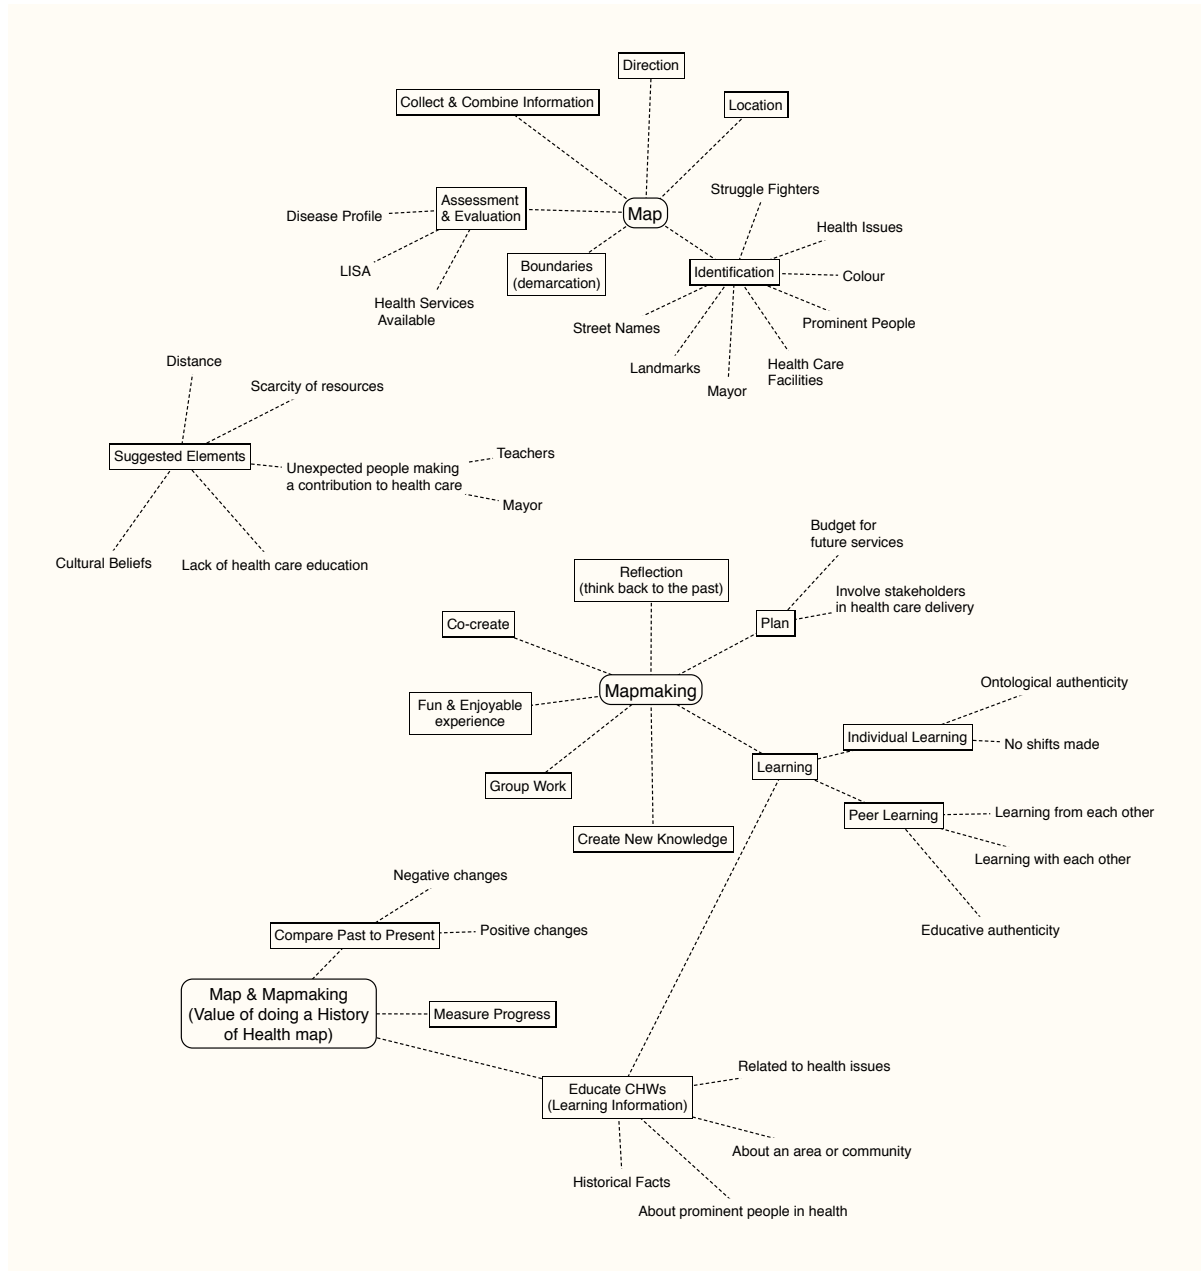 Direction
Collect & Combine Information
Location
Struggle Fighters
Assessment
& Evaluation
Disease Profile
Map
Health Issues
LISA
Boundaries
(demarcation)
Identification
Colour
Health Services
Available
Street Names
Prominent People
Landmarks
Health Care
Facilities
Mayor
Distance
Scarcity of resources
Suggested Elements
Unexpected people making
a contribution to health care
Teachers
Mayor
Cultural Beliefs
Lack of health care education
Budget for
future services
Reflection
(think back to the past)
Involve stakeholders
in health care delivery
Co-create
Plan
Mapmaking
Ontological authenticity
Fun & Enjoyable
experience
Individual Learning
No shifts made
Learning
Group Work
Peer Learning
Learning from each other
Create New Knowledge
Learning with each other
Negative changes
Educative authenticity
Compare Past to Present
Positive changes
Map & Mapmaking
(Value of doing a History
of Health map)
Measure Progress
Related to health issues
Educate CHWs
(Learning Information)
About an area or community
Historical Facts
About prominent people in health